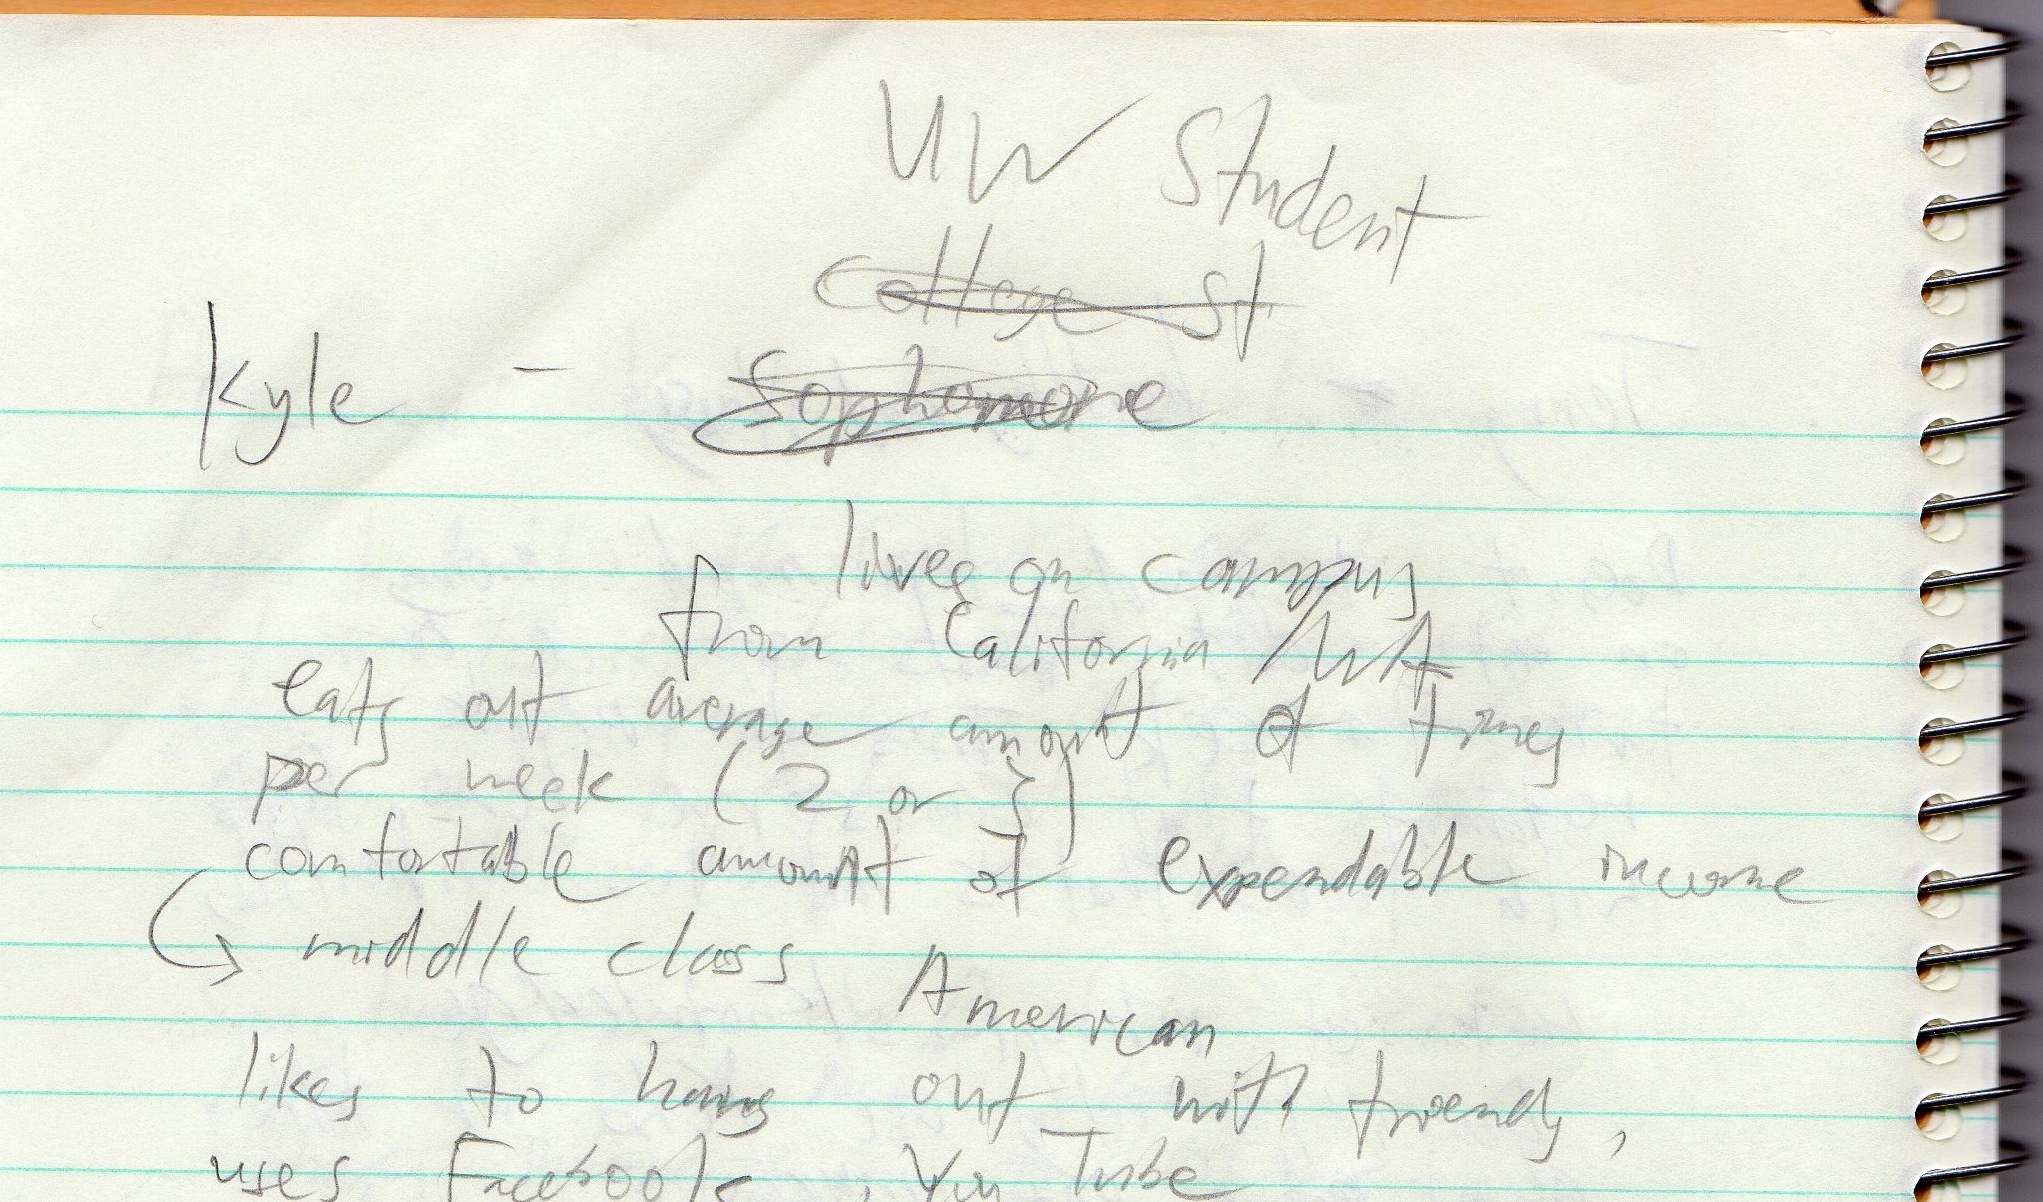 UW Student
College St
Kyle - Sophomore
lives on campus
from California / WA
eats out average amount of times
per week (2 or 3)
comfortable amount of expendable income
↳ middle class American
likes to hang out with friends,
uses Facebook, YouTube